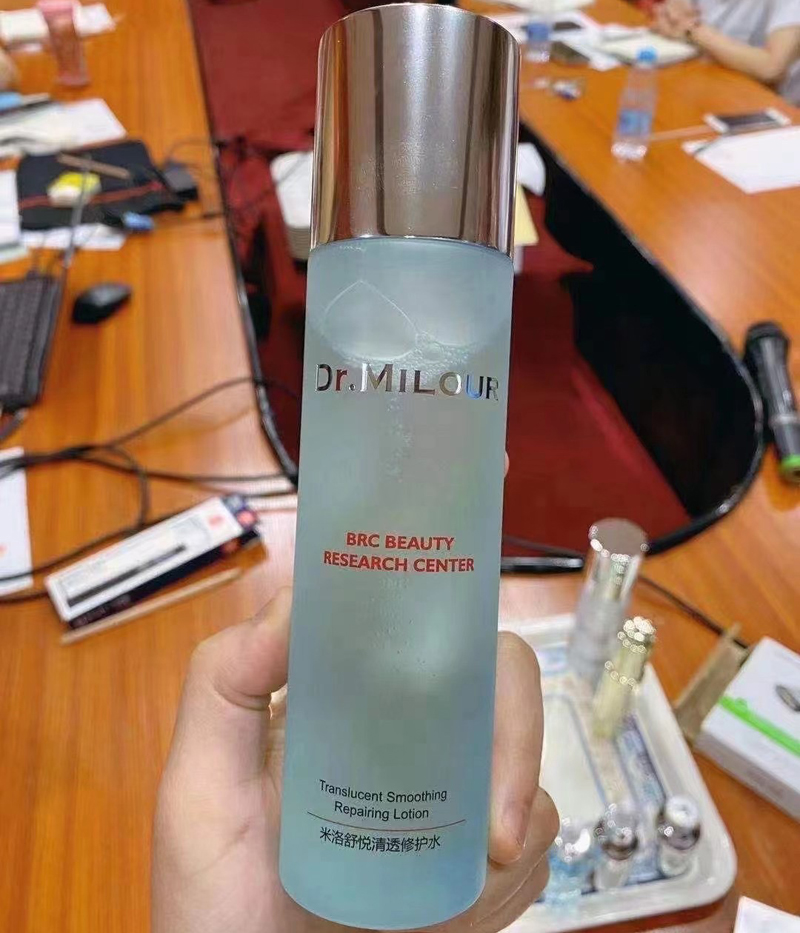 Dr.MILOUR
BRC BEAUTY
RESEARCH CENTER
Translucent Smoothing
Repairing Lotion
米洛舒悦清透修护水